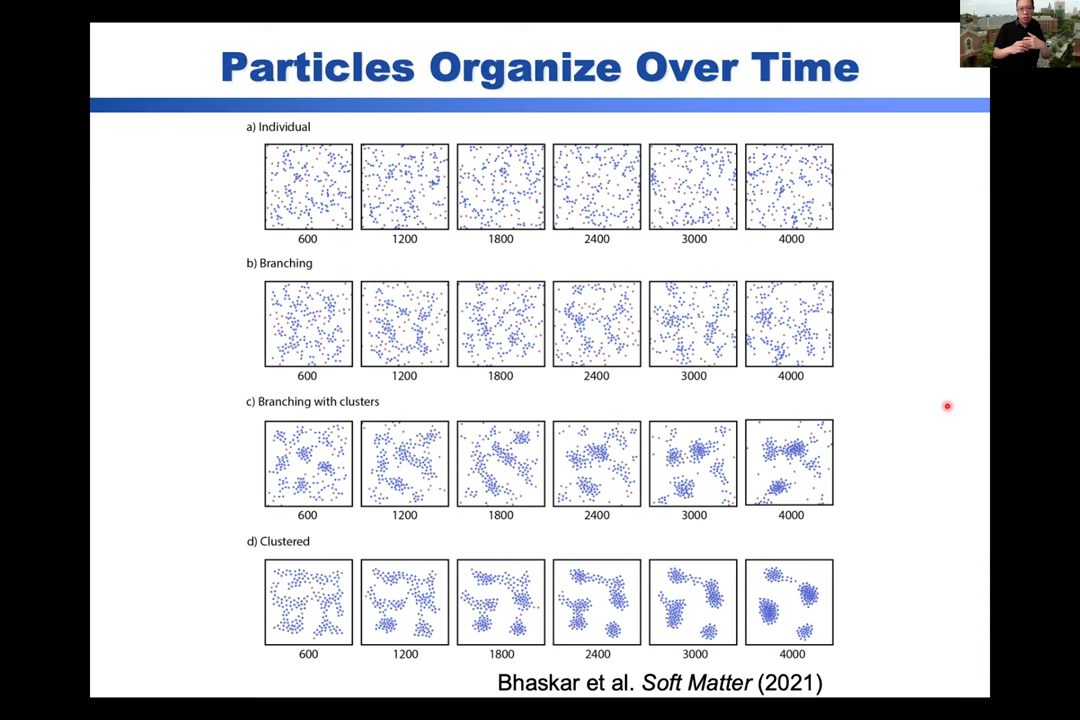 Particles Organize Over Time
a) Individual
600 1200 1800 2400 3000 4000
b) Branching
600 1200 1800 2400 3000 4000
c) Branching with clusters
600 1200 1800 2400 3000 4000
d) Clustered
600 1200 1800 2400 3000 4000
Bhaskar et al. Soft Matter (2021)